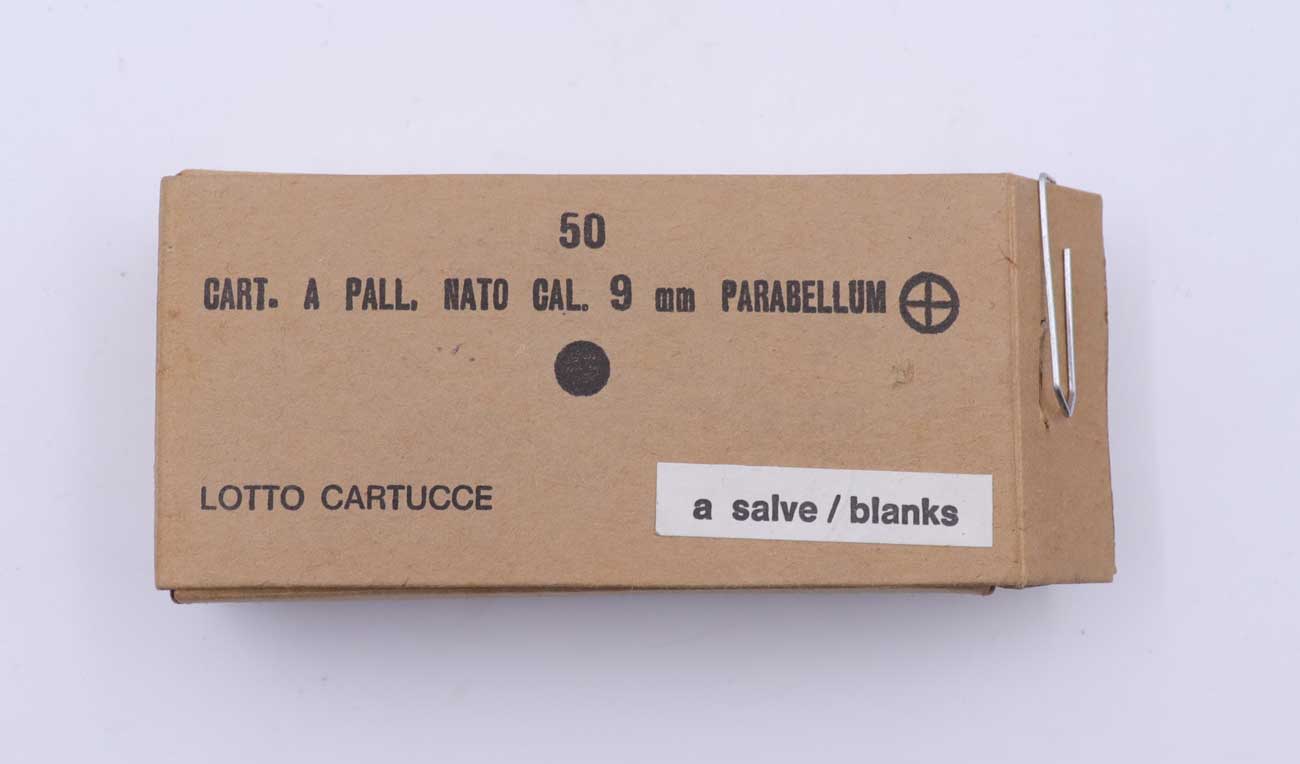 50
CART. A PALL. NATO CAL. 9 mm PARABELLUM
LOTTO CARTUCCE
a salve / blanks